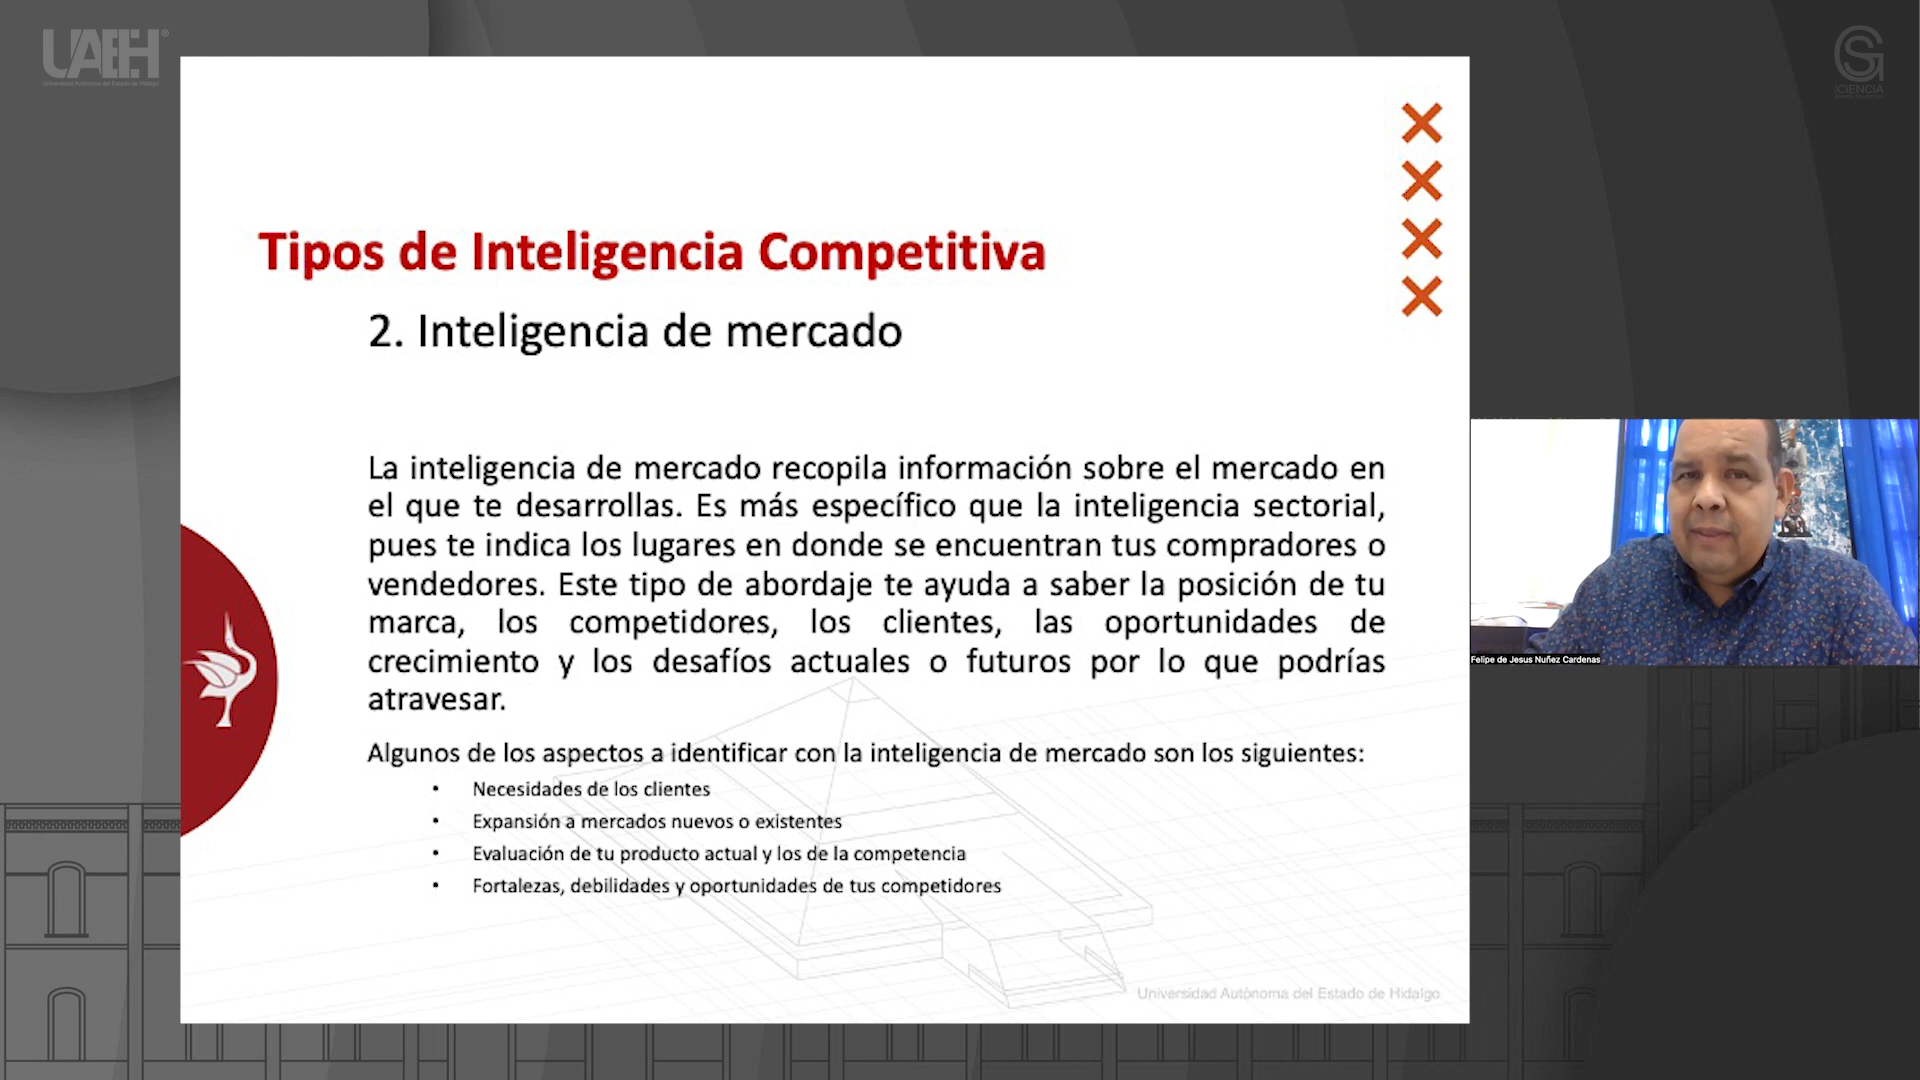 UAEH®
Universidad Autónoma del Estado de Hidalgo
CIENCIA
Tipos de Inteligencia Competitiva
2. Inteligencia de mercado
La inteligencia de mercado recopila información sobre el mercado en
el que te desarrollas. Es más específico que la inteligencia sectorial,
pues te indica los lugares en donde se encuentran tus compradores o
vendedores. Este tipo de abordaje te ayuda a saber la posición de tu
marca, los competidores, los clientes, las oportunidades de
crecimiento y los desafíos actuales o futuros por lo que podrías
atravesar.
Algunos de los aspectos a identificar con la inteligencia de mercado son los siguientes:
• Necesidades de los clientes
• Expansión a mercados nuevos o existentes
• Evaluación de tu producto actual y los de la competencia
• Fortalezas, debilidades y oportunidades de tus competidores
Universidad Autónoma del Estado de Hidalgo
Felipe de Jesus Nuñez Cardenas